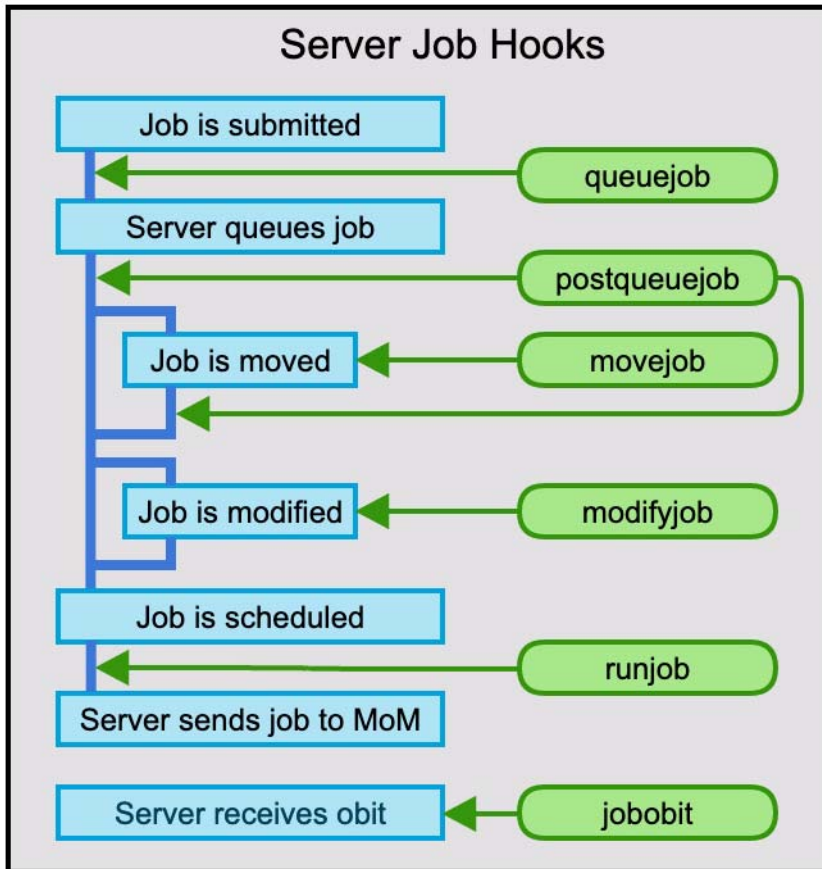 Server Job Hooks
Job is submitted
queuejob
Server queues job
postqueuejob
Job is moved
movejob
Job is modified
modifyjob
Job is scheduled
runjob
Server sends job to MoM
Server receives obit
jobobit